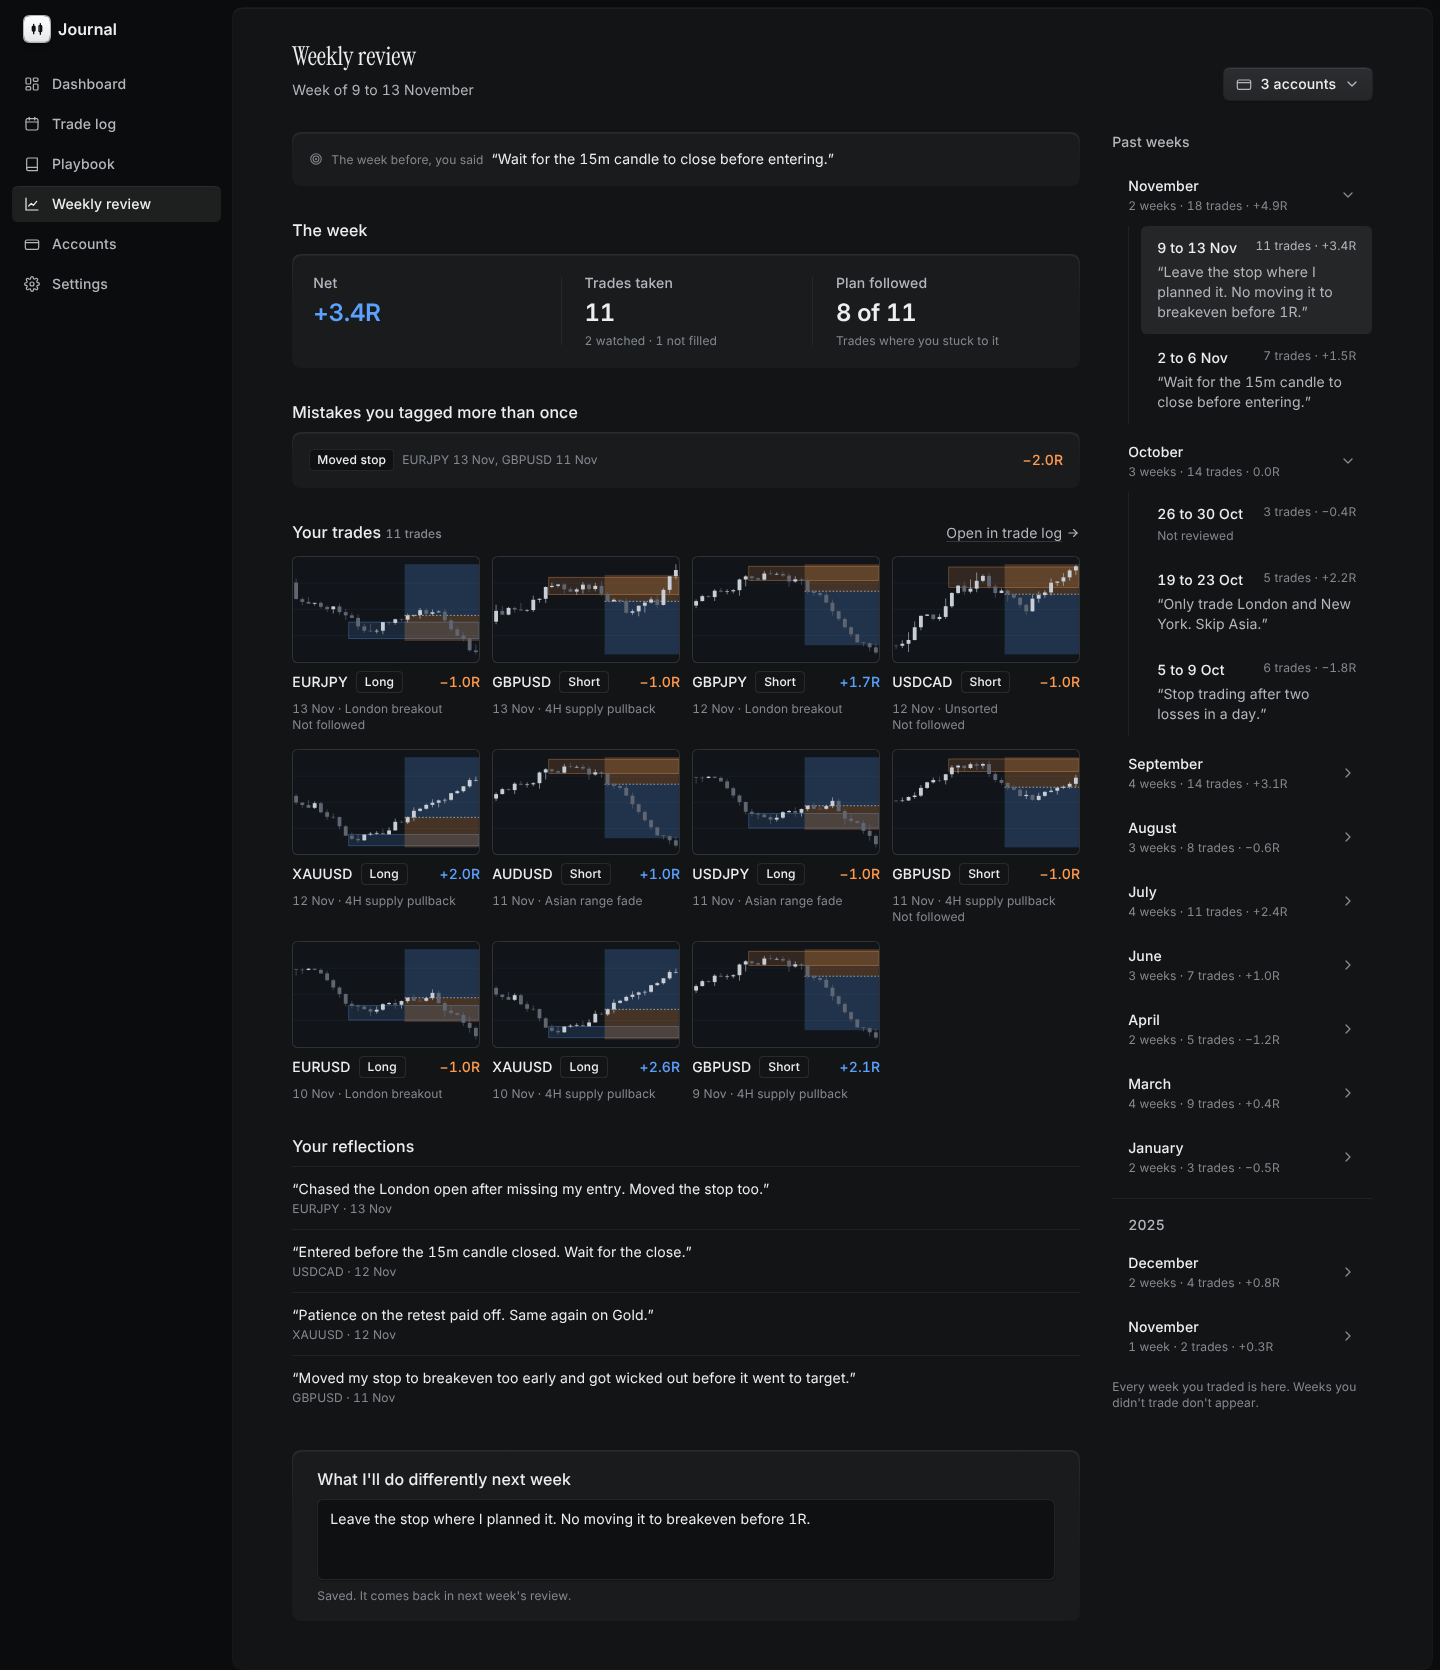 Journal
Dashboard
Trade log
Playbook
Weekly review
Accounts
Settings
Weekly review
Week of 9 to 13 November
3 accounts
The week before, you said “Wait for the 15m candle to close before entering.”
The week
Net
+3.4R
Trades taken
11
2 watched · 1 not filled
Plan followed
8 of 11
Trades where you stuck to it
Mistakes you tagged more than once
Moved stop EURJPY 13 Nov, GBPUSD 11 Nov −2.0R
Your trades 11 trades
Open in trade log →
EURJPY Long −1.0R
13 Nov · London breakout
Not followed
GBPUSD Short −1.0R
13 Nov · 4H supply pullback
GBPJPY Short +1.7R
12 Nov · London breakout
USDCAD Short −1.0R
12 Nov · Unsorted
Not followed
XAUUSD Long +2.0R
12 Nov · 4H supply pullback
AUDUSD Short +1.0R
11 Nov · Asian range fade
USDJPY Long −1.0R
11 Nov · Asian range fade
GBPUSD Short −1.0R
11 Nov · 4H supply pullback
Not followed
EURUSD Long −1.0R
10 Nov · London breakout
XAUUSD Long +2.6R
10 Nov · 4H supply pullback
GBPUSD Short +2.1R
9 Nov · 4H supply pullback
Your reflections
“Chased the London open after missing my entry. Moved the stop too.”
EURJPY · 13 Nov
“Entered before the 15m candle closed. Wait for the close.”
USDCAD · 12 Nov
“Patience on the retest paid off. Same again on Gold.”
XAUUSD · 12 Nov
“Moved my stop to breakeven too early and got wicked out before it went to target.”
GBPUSD · 11 Nov
What I'll do differently next week
Leave the stop where I planned it. No moving it to breakeven before 1R.
Saved. It comes back in next week's review.
Past weeks
November
2 weeks · 18 trades · +4.9R
9 to 13 Nov 11 trades · +3.4R
“Leave the stop where I
planned it. No moving it to
breakeven before 1R.”
2 to 6 Nov 7 trades · +1.5R
“Wait for the 15m candle to
close before entering.”
October
3 weeks · 14 trades · 0.0R
26 to 30 Oct 3 trades · −0.4R
Not reviewed
19 to 23 Oct 5 trades · +2.2R
“Only trade London and New
York. Skip Asia.”
5 to 9 Oct 6 trades · −1.8R
“Stop trading after two
losses in a day.”
September
4 weeks · 14 trades · +3.1R
August
3 weeks · 8 trades · −0.6R
July
4 weeks · 11 trades · +2.4R
June
3 weeks · 7 trades · +1.0R
April
2 weeks · 5 trades · −1.2R
March
4 weeks · 9 trades · +0.4R
January
2 weeks · 3 trades · −0.5R
2025
December
2 weeks · 4 trades · +0.8R
November
1 week · 2 trades · +0.3R
Every week you traded is here. Weeks you
didn't trade don't appear.